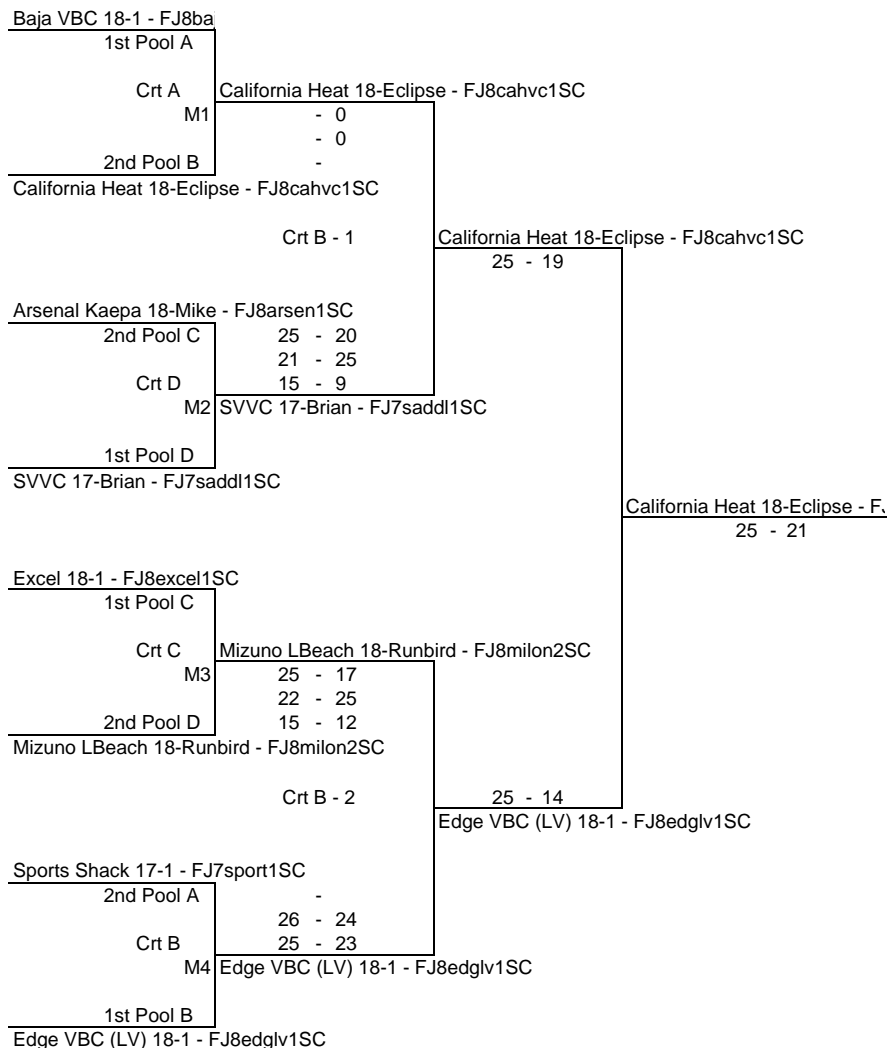 Baja VBC 18-1 - FJ8ba
1st Pool A
Crt A California Heat 18-Eclipse - FJ8cahvc1SC
M1 - 0
- 0
2nd Pool B -
California Heat 18-Eclipse - FJ8cahvc1SC
Crt B - 1 California Heat 18-Eclipse - FJ8cahvc1SC
25 - 19
Arsenal Kaepa 18-Mike - FJ8arsen1SC
2nd Pool C 25 - 20
21 - 25
Crt D 15 - 9
M2 SVVC 17-Brian - FJ7saddl1SC
1st Pool D
SVVC 17-Brian - FJ7saddl1SC
California Heat 18-Eclipse - FJ
25 - 21
Excel 18-1 - FJ8excel1SC
1st Pool C
Crt C Mizuno LBeach 18-Runbird - FJ8milon2SC
M3 25 - 17
22 - 25
2nd Pool D 15 - 12
Mizuno LBeach 18-Runbird - FJ8milon2SC
Crt B - 2 25 - 14
Edge VBC (LV) 18-1 - FJ8edglv1SC
Sports Shack 17-1 - FJ7sport1SC
2nd Pool A -
26 - 24
Crt B 25 - 23
M4 Edge VBC (LV) 18-1 - FJ8edglv1SC
1st Pool B
Edge VBC (LV) 18-1 - FJ8edglv1SC